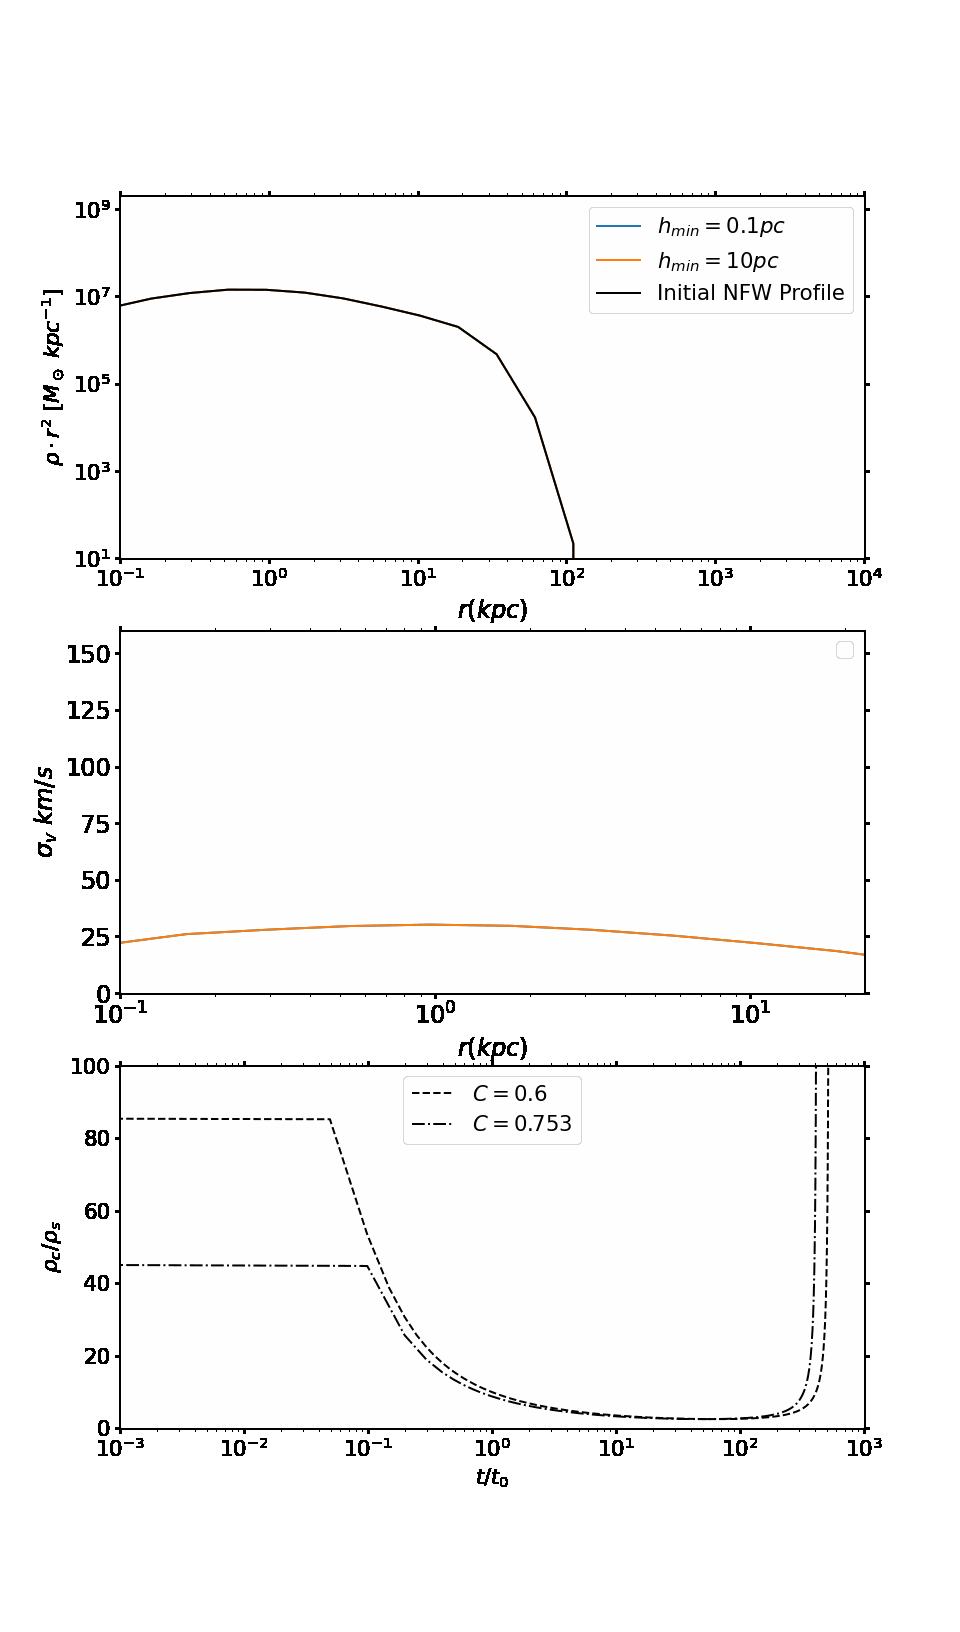 10⁹
10⁷
10⁵
10³
10¹
ρ · r² [M⊙ kpc⁻¹]
h_min = 0.1pc
h_min = 10pc
Initial NFW Profile
10⁻¹ 10⁰ 10¹ 10² 10³ 10⁴
r(kpc)
150
125
100
75
50
25
0
σ_v km/s
10⁻¹ 10⁰ 10¹
r(kpc)
100
80
60
40
20
0
ρ_c/ρ_s
C = 0.6
C = 0.753
10⁻³ 10⁻² 10⁻¹ 10⁰ 10¹ 10² 10³
t/t₀